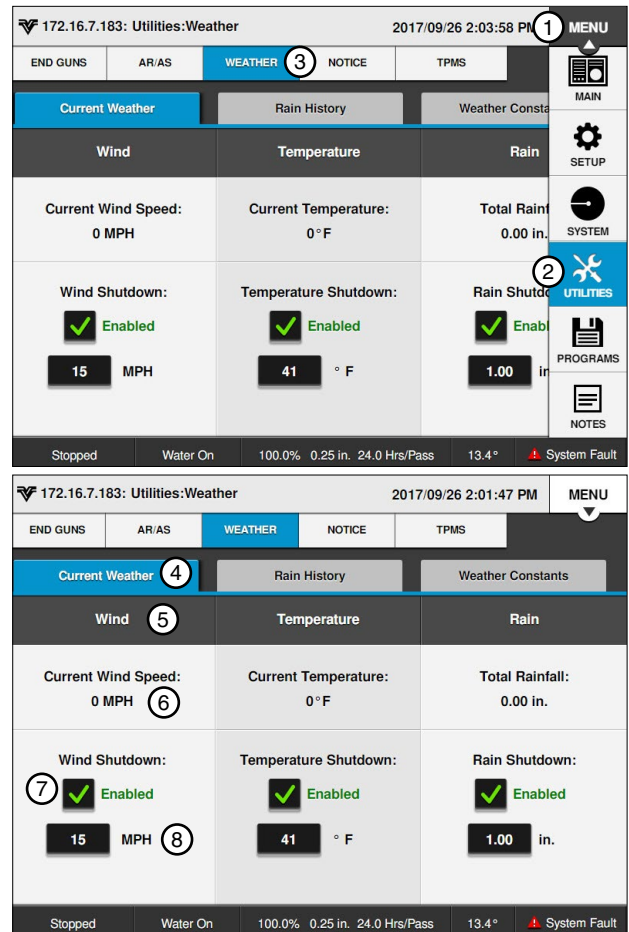 172.16.7.183: Utilities:Weather 2017/09/26 2:03:58 PM 1 MENU
END GUNS AR/AS WEATHER 3 NOTICE TPMS
MAIN
Current Weather Rain History Weather Consta
Wind Temperature Rain
SETUP
Current Wind Speed: Current Temperature: Total Rainf
0 MPH 0°F 0.00 in.
SYSTEM
2
UTILITIES
Wind Shutdown: Temperature Shutdown: Rain Shutdo
Enabled Enabled Enabl
15 MPH 41 °F 1.00 in
PROGRAMS
NOTES
Stopped Water On 100.0% 0.25 in. 24.0 Hrs/Pass 13.4° System Fault
172.16.7.183: Utilities:Weather 2017/09/26 2:01:47 PM MENU
END GUNS AR/AS WEATHER NOTICE TPMS
Current Weather 4 Rain History Weather Constants
Wind 5 Temperature Rain
Current Wind Speed: Current Temperature: Total Rainfall:
0 MPH 6 0°F 0.00 in.
Wind Shutdown: Temperature Shutdown: Rain Shutdown:
7 Enabled Enabled Enabled
15 MPH 8 41 °F 1.00 in.
Stopped Water On 100.0% 0.25 in. 24.0 Hrs/Pass 13.4° System Fault